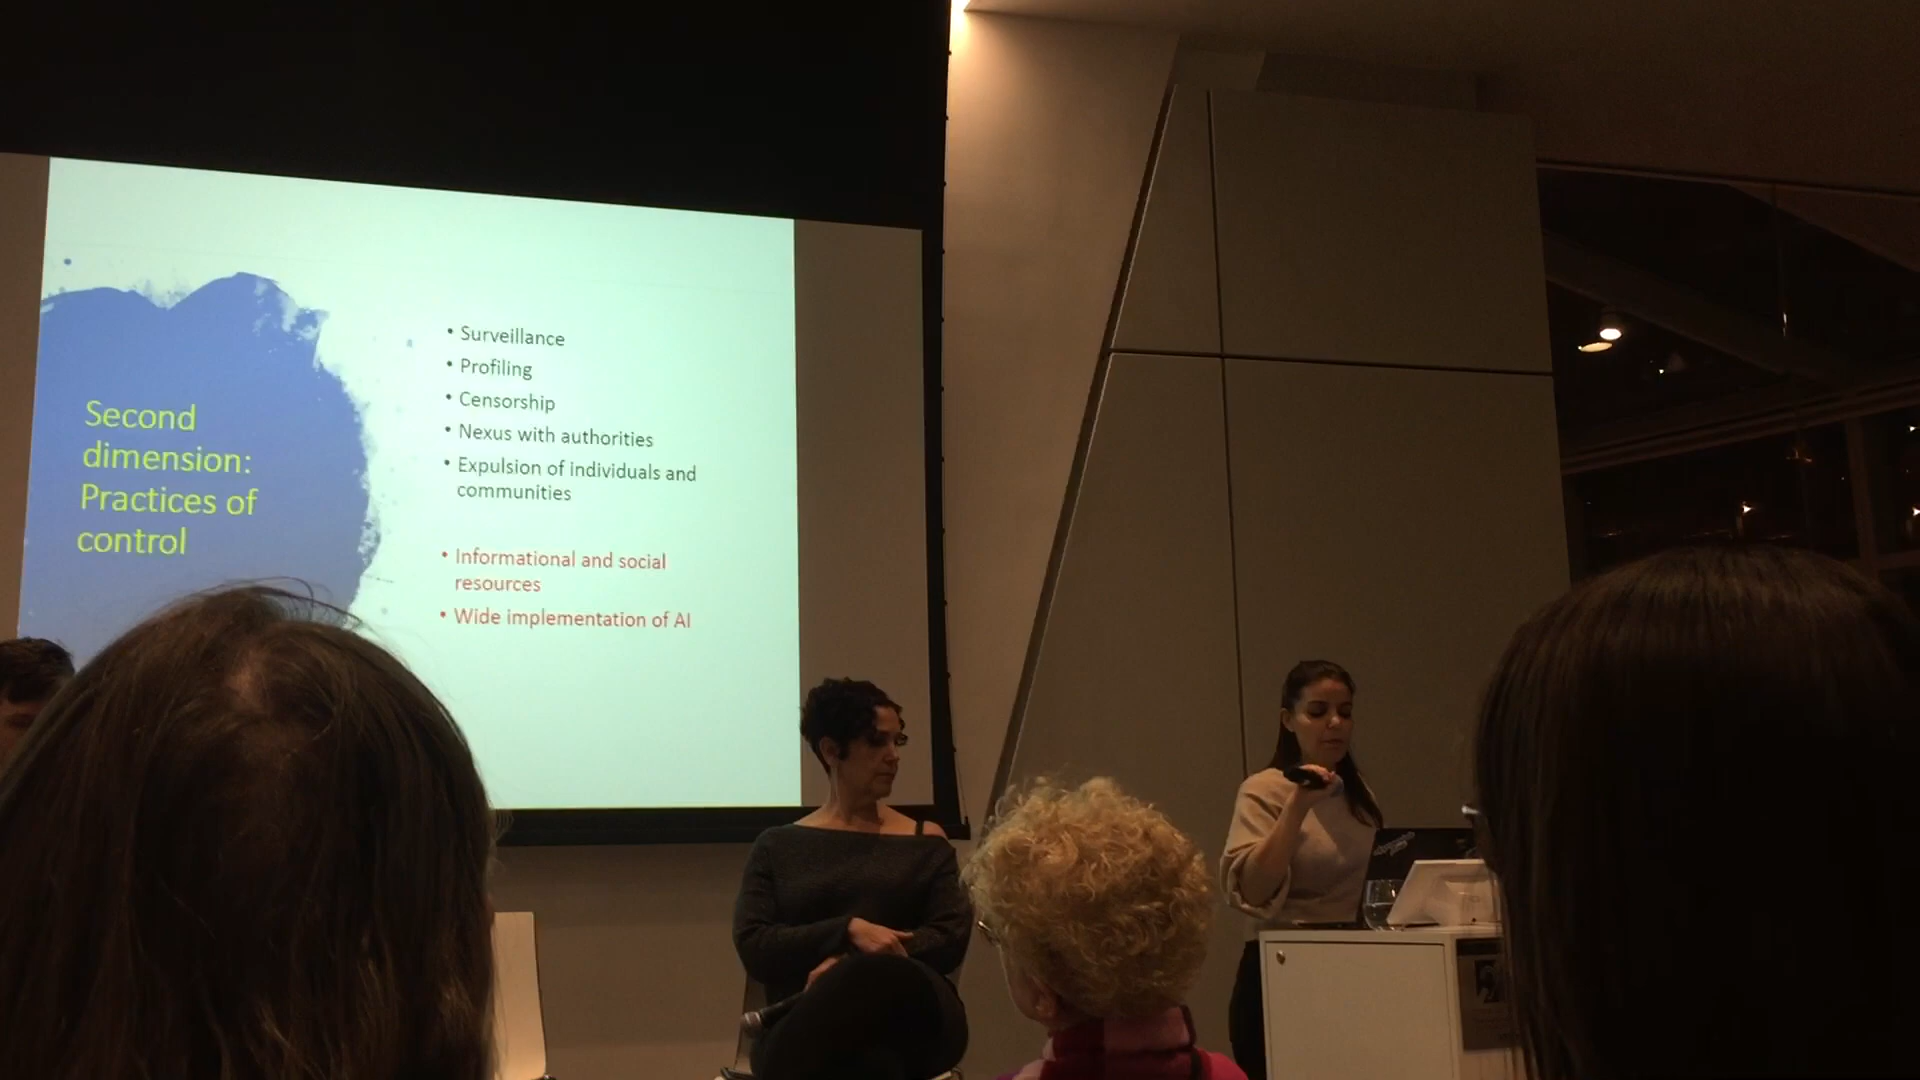 Second
dimension:
Practices of
control
• Surveillance
• Profiling
• Censorship
• Nexus with authorities
• Expulsion of individuals and
communities
• Informational and social
resources
• Wide implementation of AI